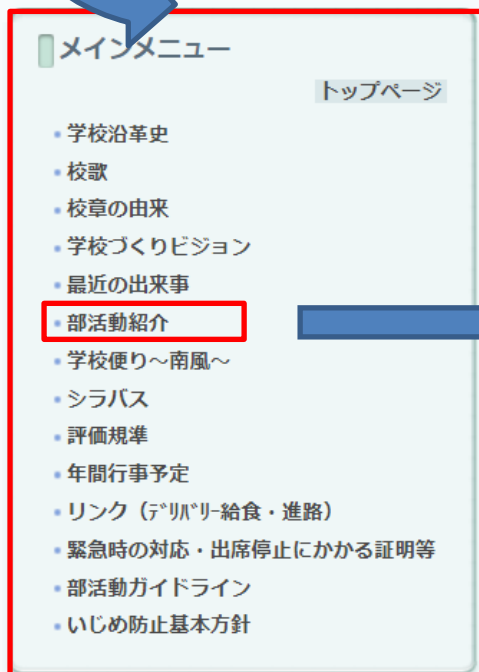 メインメニュー
トップページ
学校沿革史
校歌
校章の由来
学校づくりビジョン
最近の出来事
部活動紹介
学校便り～南風～
シラバス
評価規準
年間行事予定
リンク（ﾃﾞﾘﾊﾞﾘｰ給食・進路）
緊急時の対応・出席停止にかかる証明等
部活動ガイドライン
いじめ防止基本方針